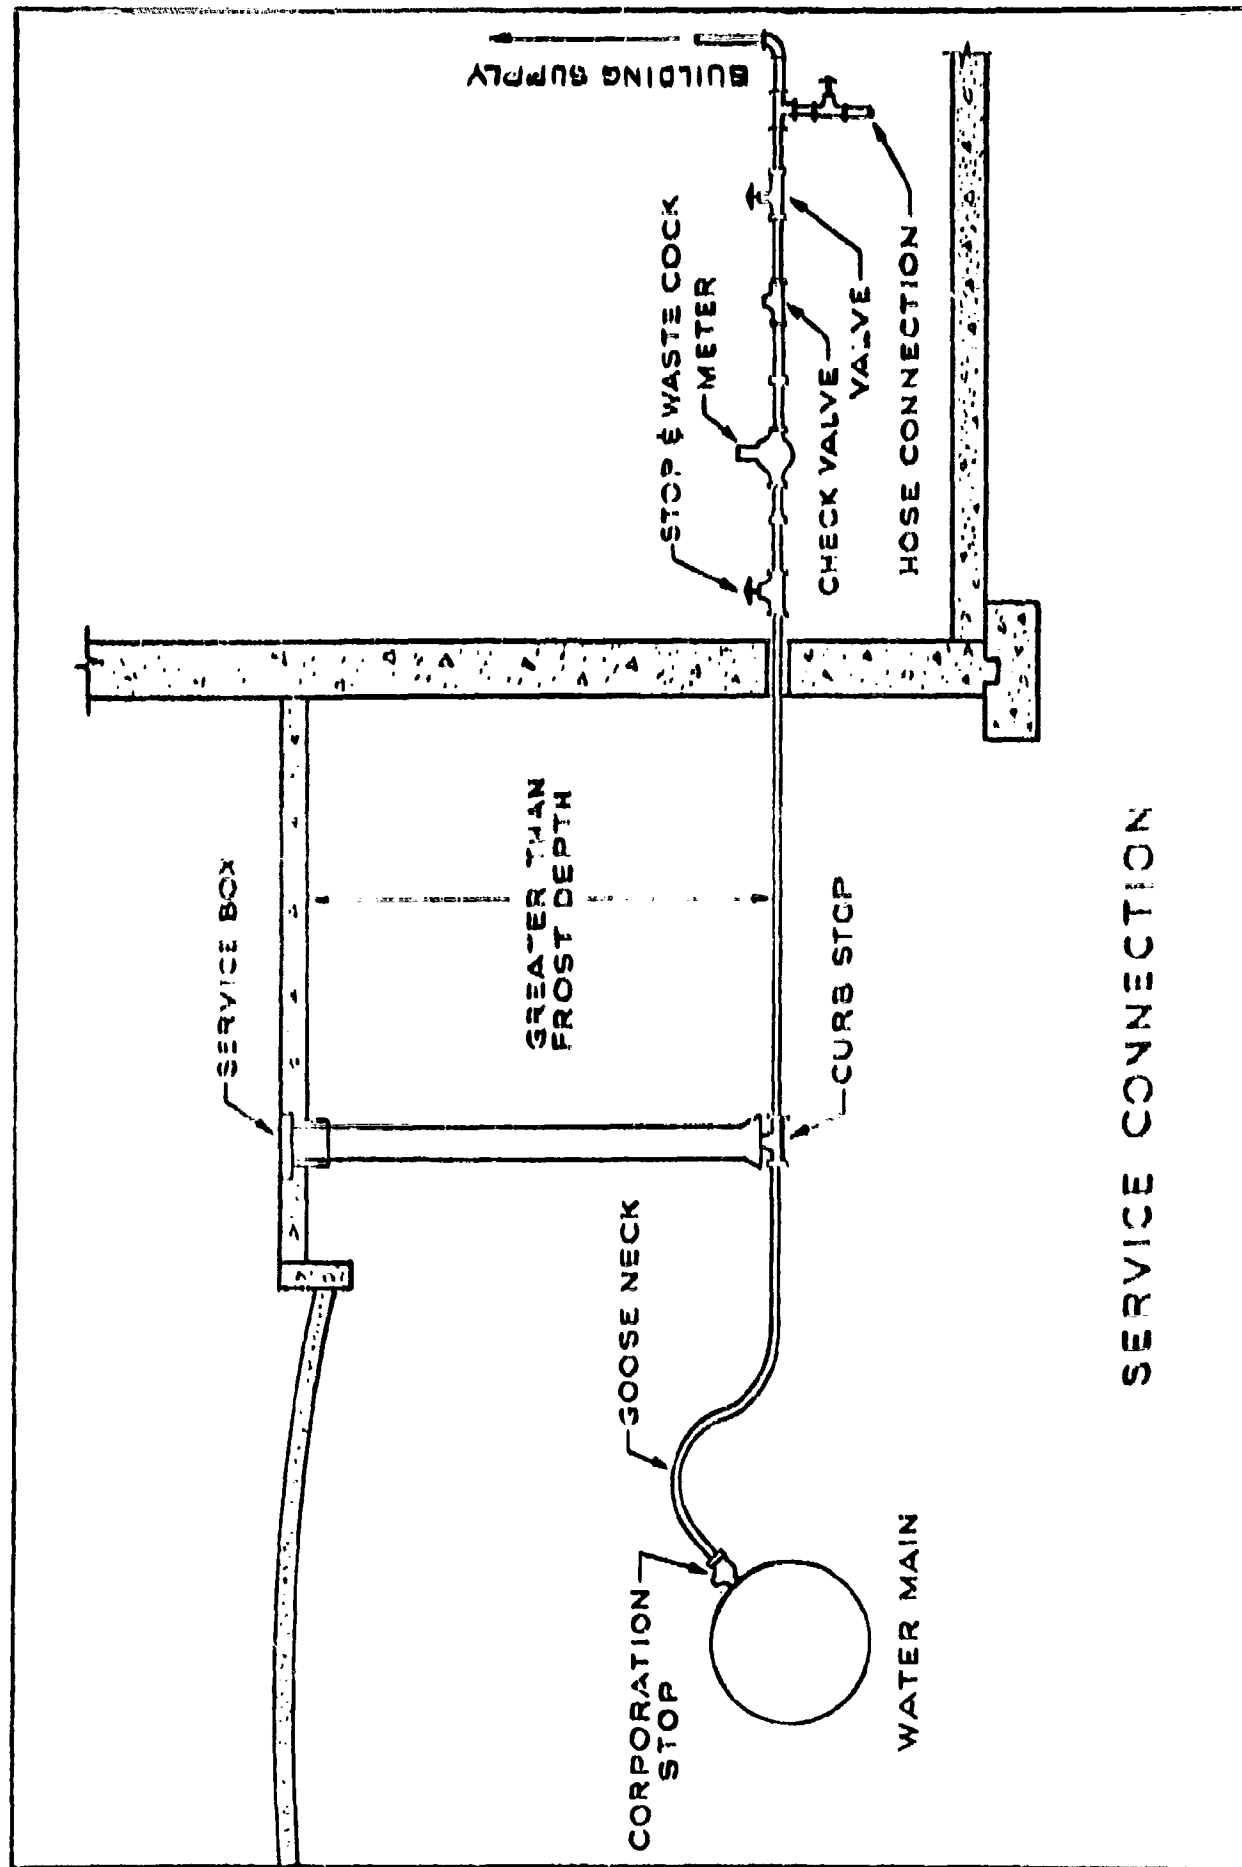 SERVICE BOX
GREATER THAN
FROST DEPTH
BUILDING SUPPLY
STOP & WASTE COCK
METER
GOOSE NECK
CORPORATION
STOP
CURB STOP
CHECK VALVE
VALVE
HOSE CONNECTION
WATER MAIN
SERVICE CONNECTION